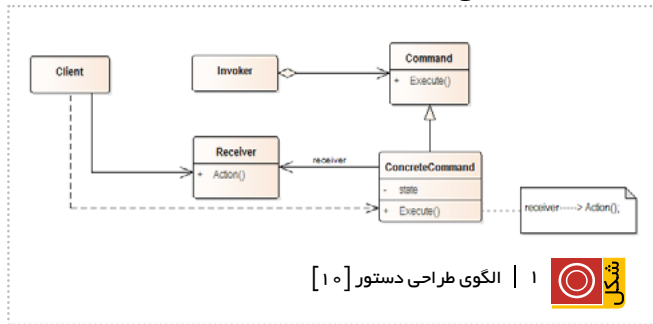 Client
Invoker
Command
+ Execute()
Receiver
+ Action()
receiver
ConcreteCommand
- state
+ Execute()
receiver-----> Action();
شکل ۱ | الگوی طراحی دستور [۱۰]